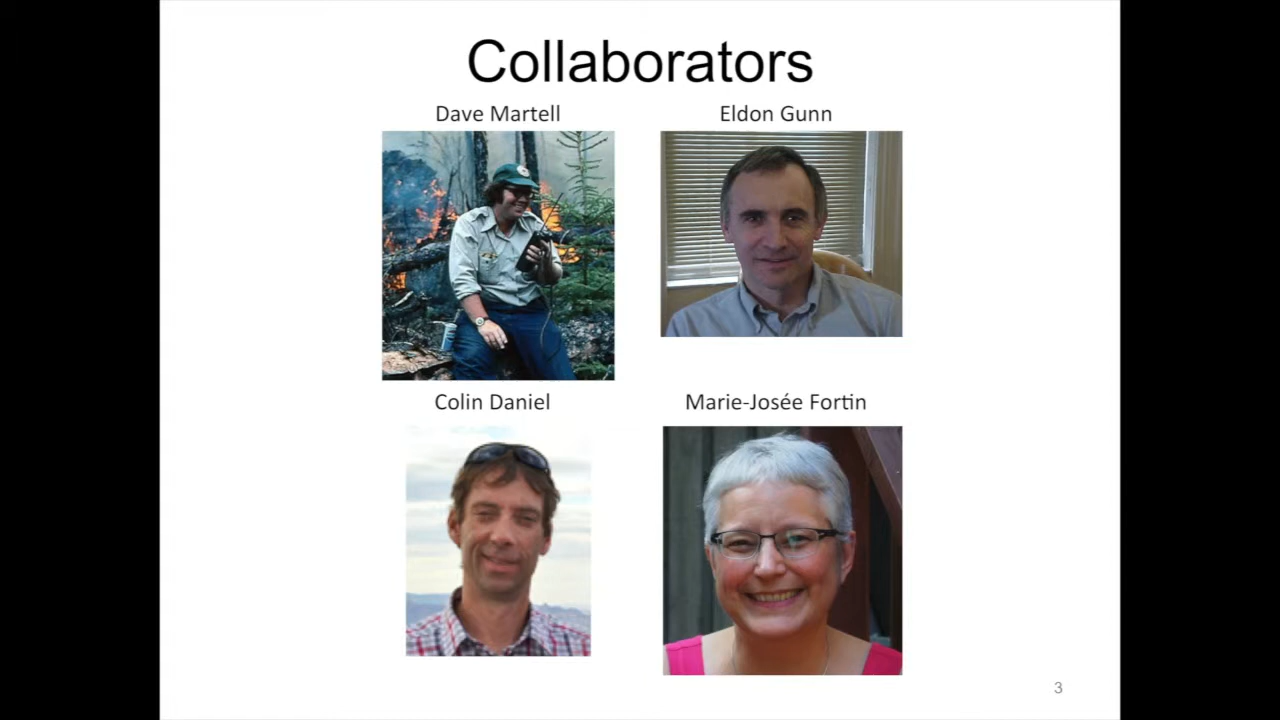 Collaborators
Dave Martell
Eldon Gunn
Colin Daniel
Marie-Josée Fortin
3